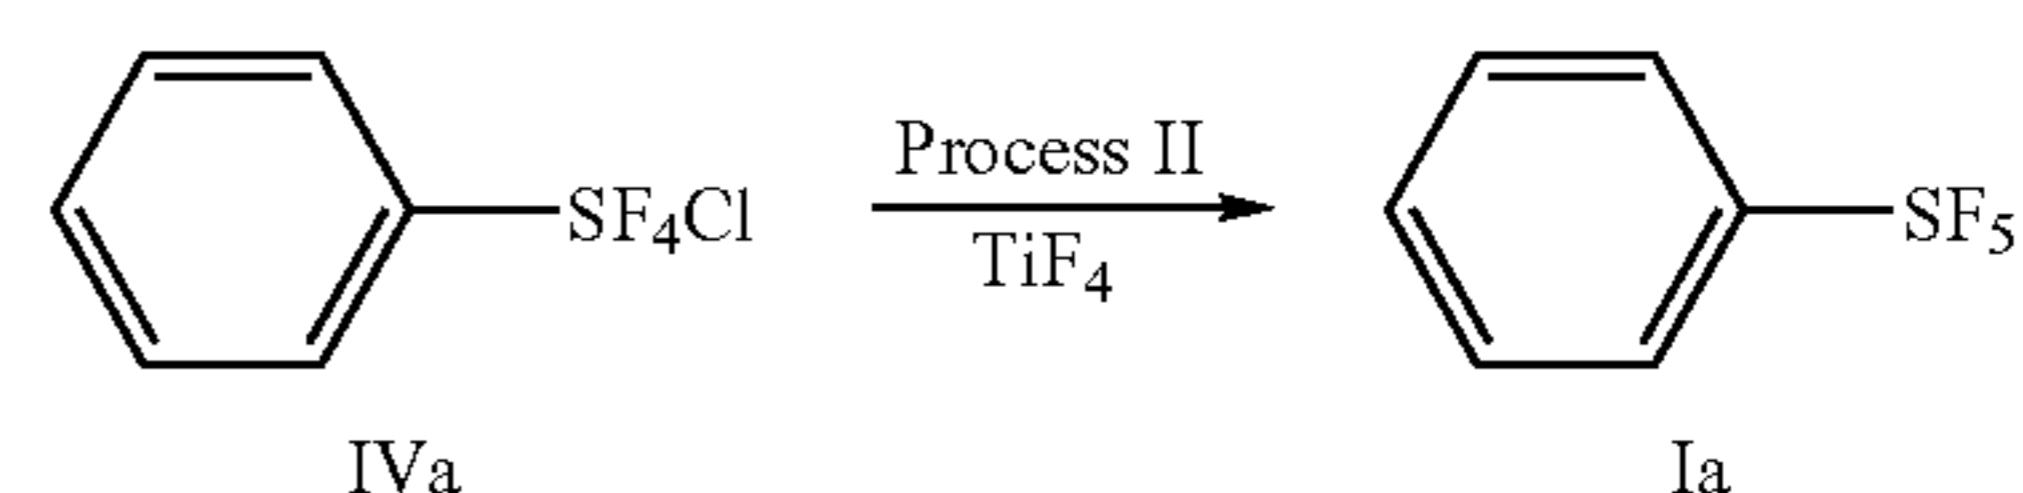 Process II
SF₄Cl
TiF₄
SF₅
IVa
Ia